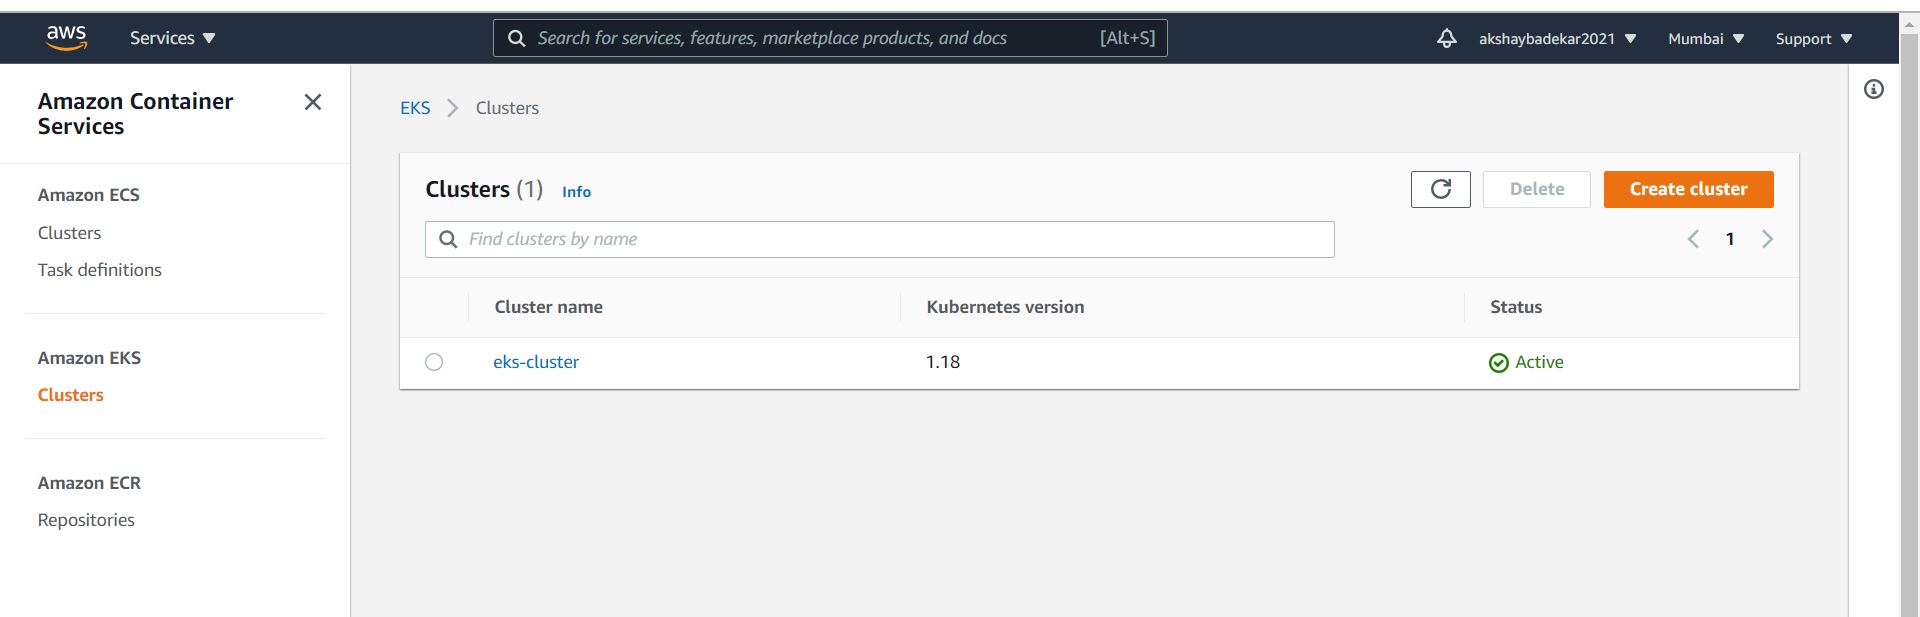 aws
Services
Search for services, features, marketplace products, and docs [Alt+S]
akshaybadekar2021
Mumbai
Support
Amazon Container
Services
Amazon ECS
Clusters
Task definitions
Amazon EKS
Clusters
Amazon ECR
Repositories
EKS > Clusters
Clusters (1) Info
Delete
Create cluster
Find clusters by name
1
Cluster name Kubernetes version Status
eks-cluster 1.18 Active